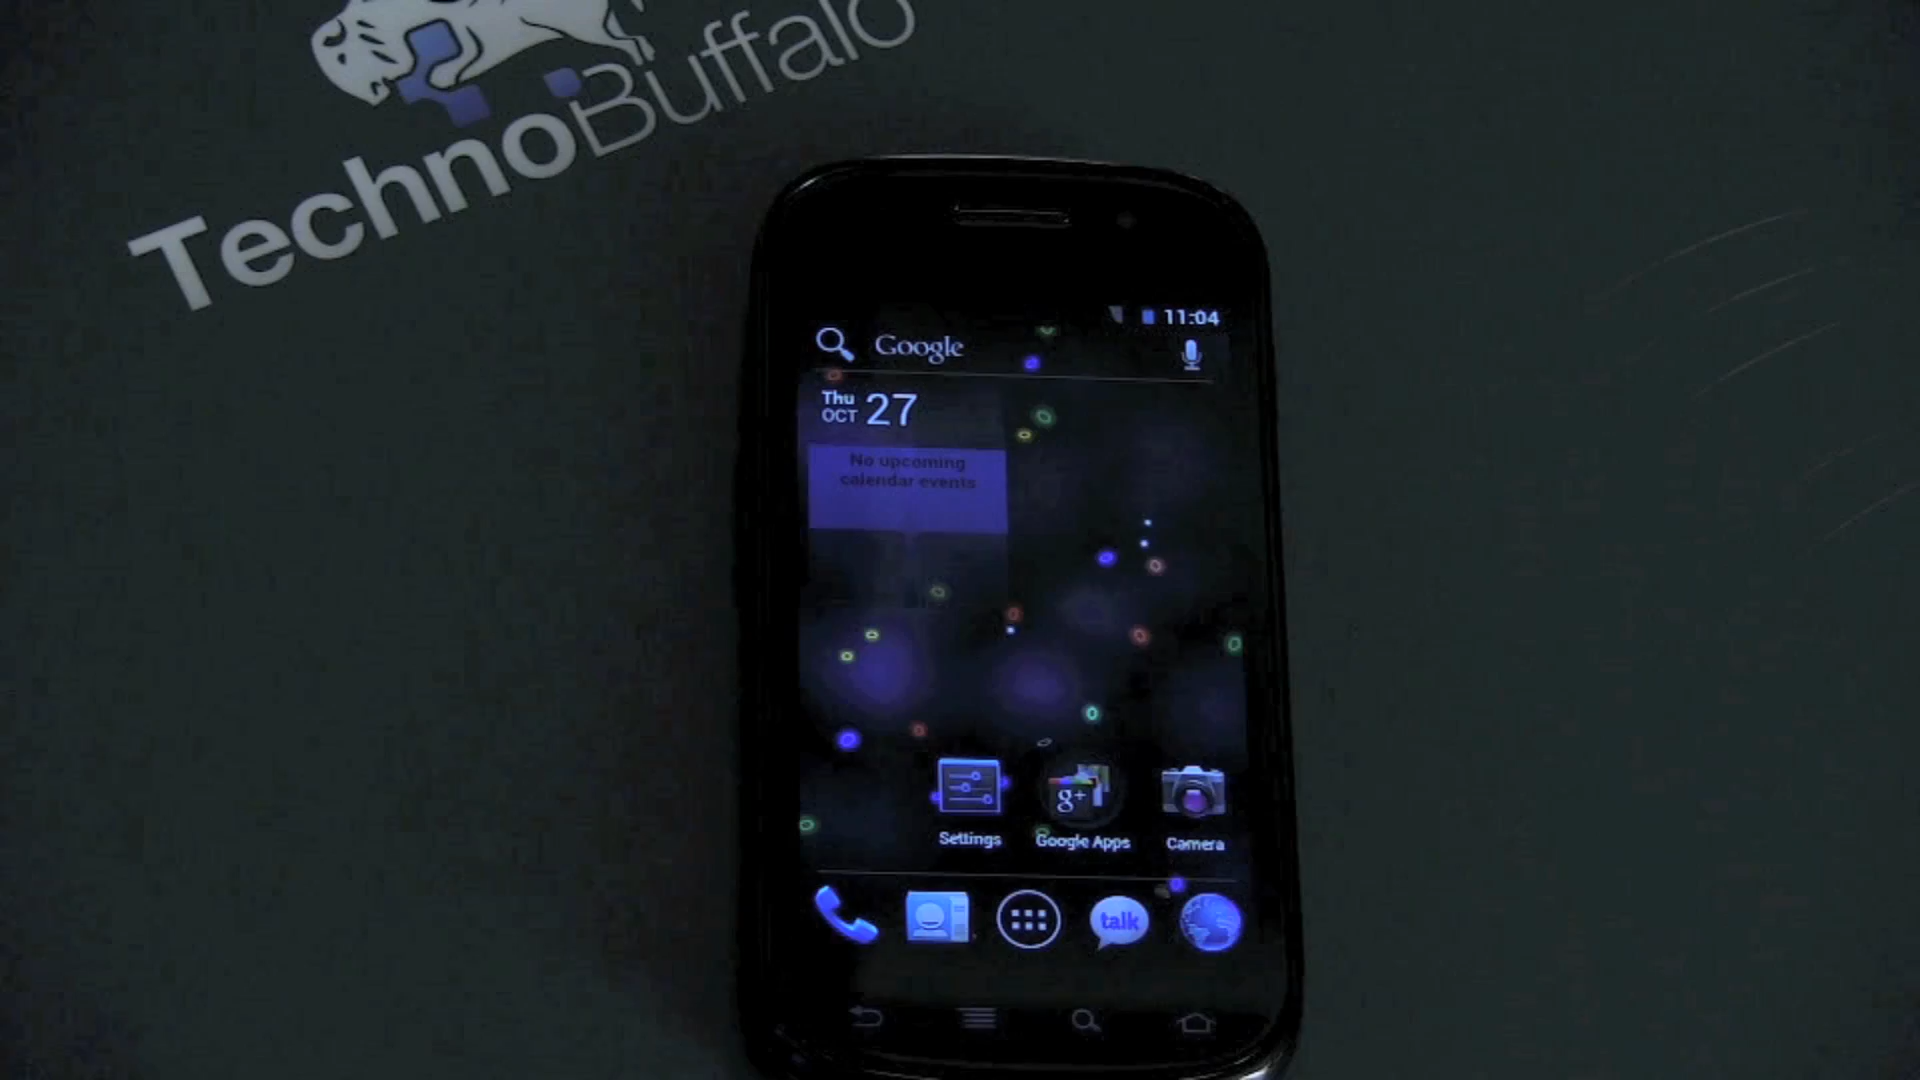 TechnoBuffalo
11:04
Google
Thu
OCT 27
No upcoming
calendar events
g+
Settings
Google Apps
Camera
talk